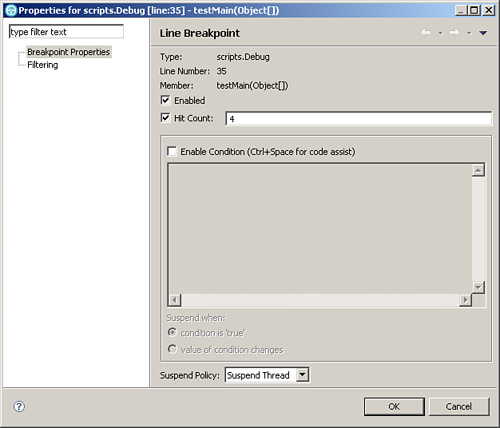 Properties for scripts.Debug [line:35] - testMain(Object[])
type filter text
Breakpoint Properties
Filtering
Line Breakpoint
Type: scripts.Debug
Line Number: 35
Member: testMain(Object[])
Enabled
Hit Count: 4
Enable Condition (Ctrl+Space for code assist)
Suspend when:
condition is 'true'
value of condition changes
Suspend Policy: Suspend Thread
? OK Cancel